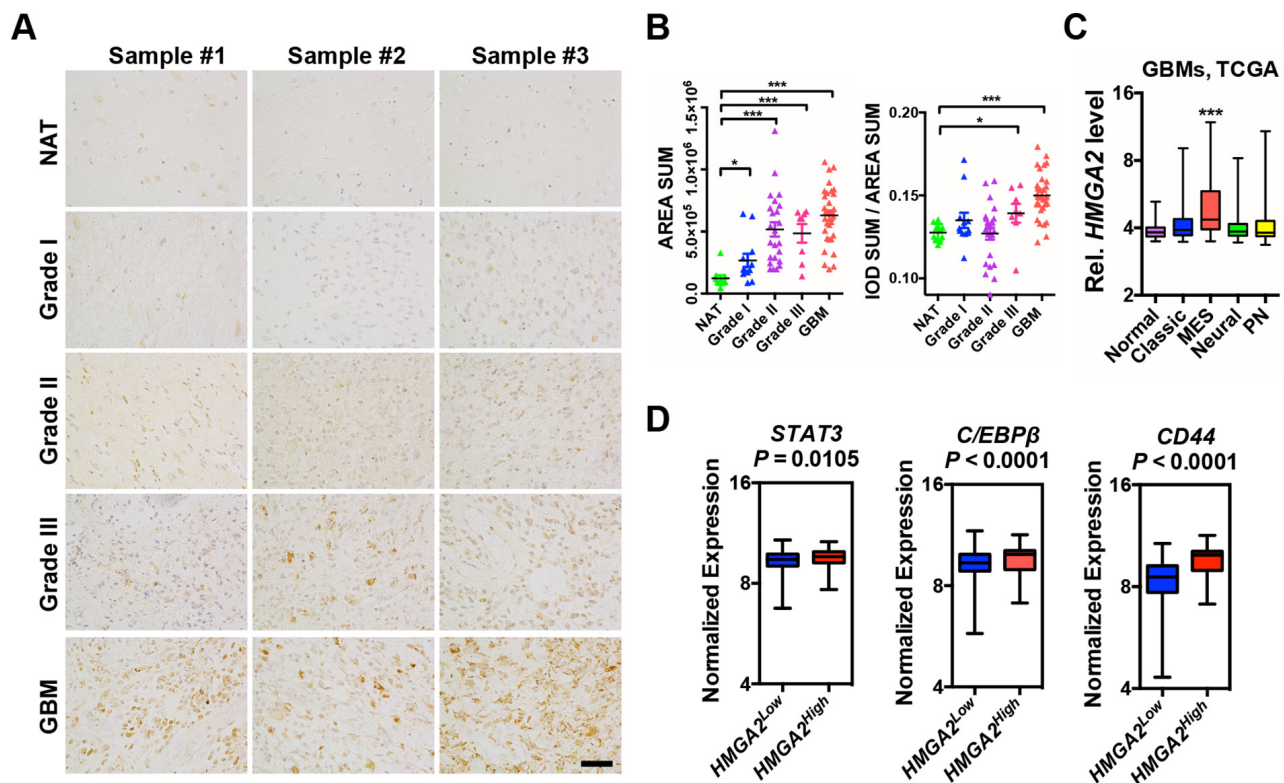 A
Sample #1 Sample #2 Sample #3
NAT
Grade I
Grade II
Grade III
GBM
B
AREA SUM
1.5×10⁶
1.0×10⁶
5.0×10⁵
0.0
***
***
***
*
NAT
Grade I
Grade II
Grade III
GBM
IOD SUM / AREA SUM
0.20
0.15
0.10
***
*
NAT
Grade I
Grade II
Grade III
GBM
C
GBMs, TCGA
Rel. HMGA2 level
16
8
4
2
***
Normal
Classic
MES
Neural
PN
D
STAT3
P = 0.0105
Normalized Expression
16
8
4
HMGA2Low
HMGA2High
C/EBPβ
P < 0.0001
Normalized Expression
16
8
4
HMGA2Low
HMGA2High
CD44
P < 0.0001
Normalized Expression
16
8
4
HMGA2Low
HMGA2High